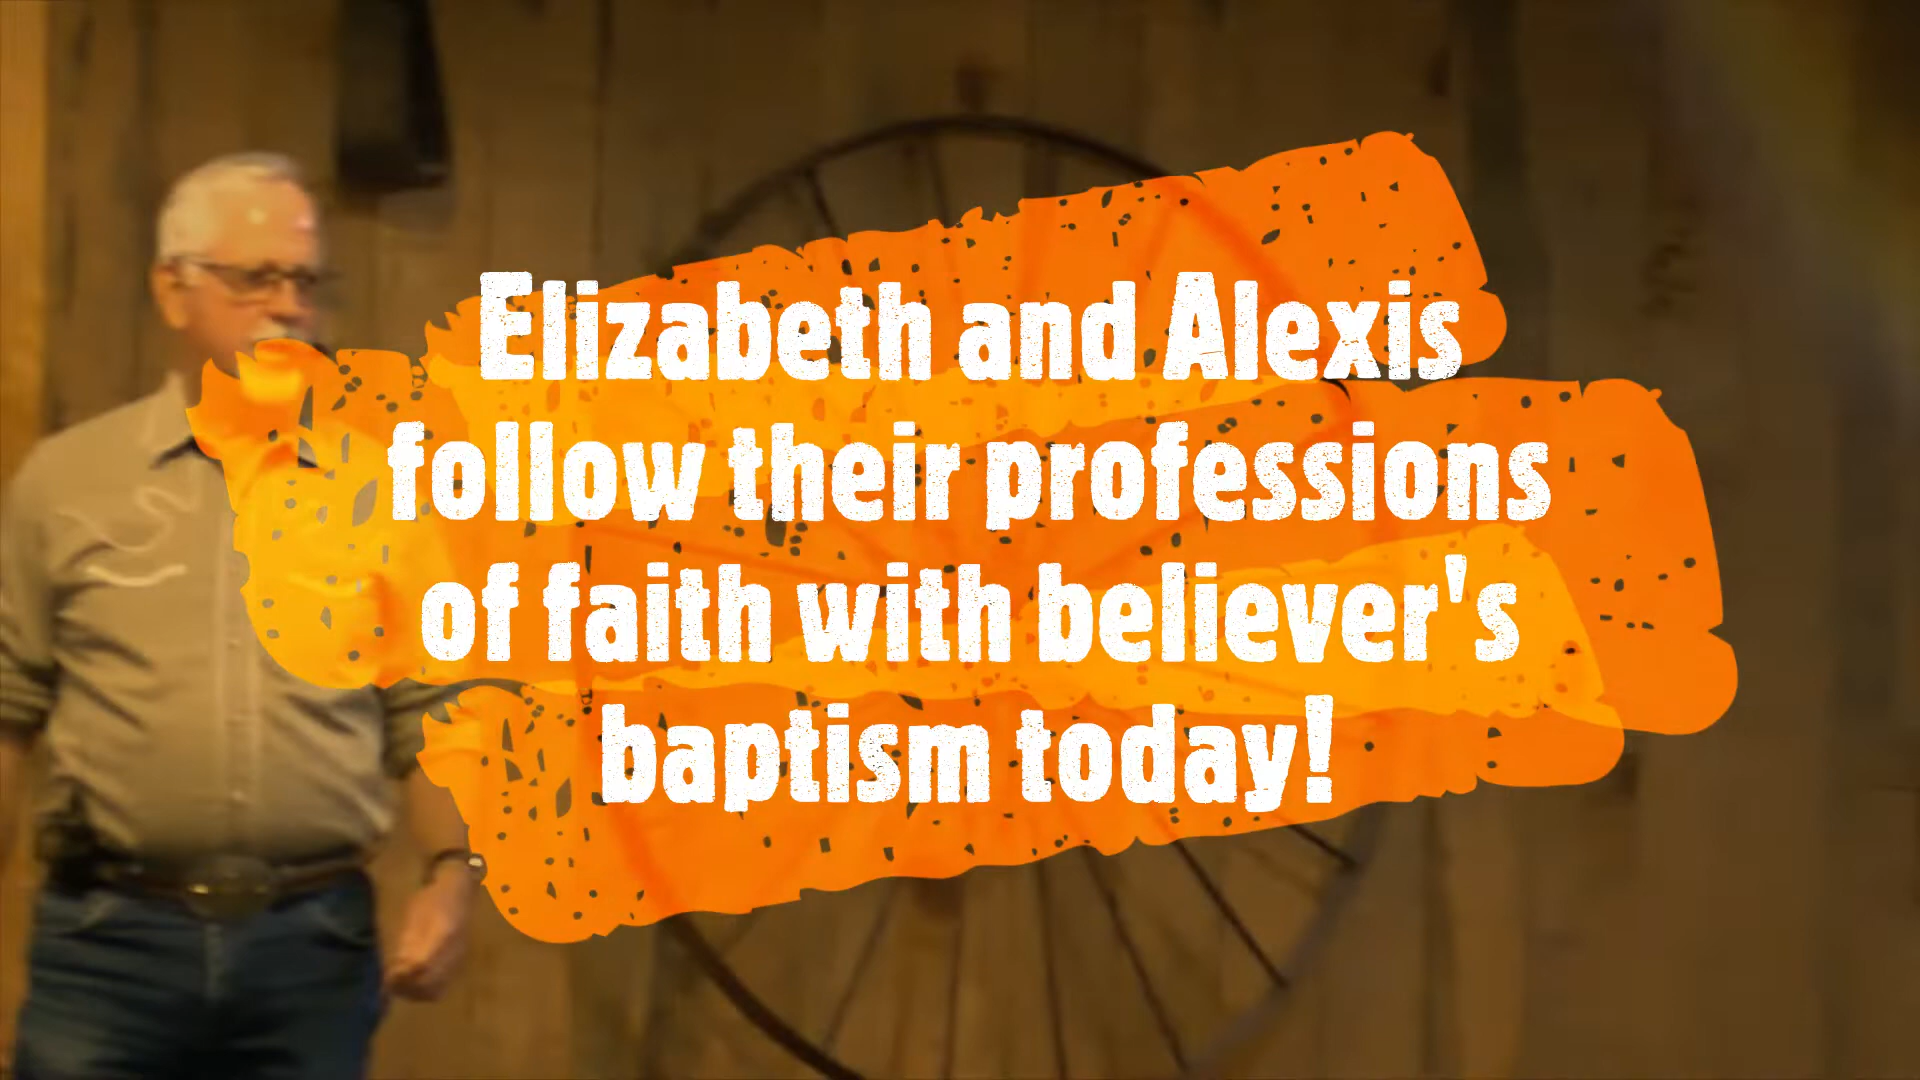 Elizabeth and Alexis
follow their professions
of faith with believer's
baptism today!